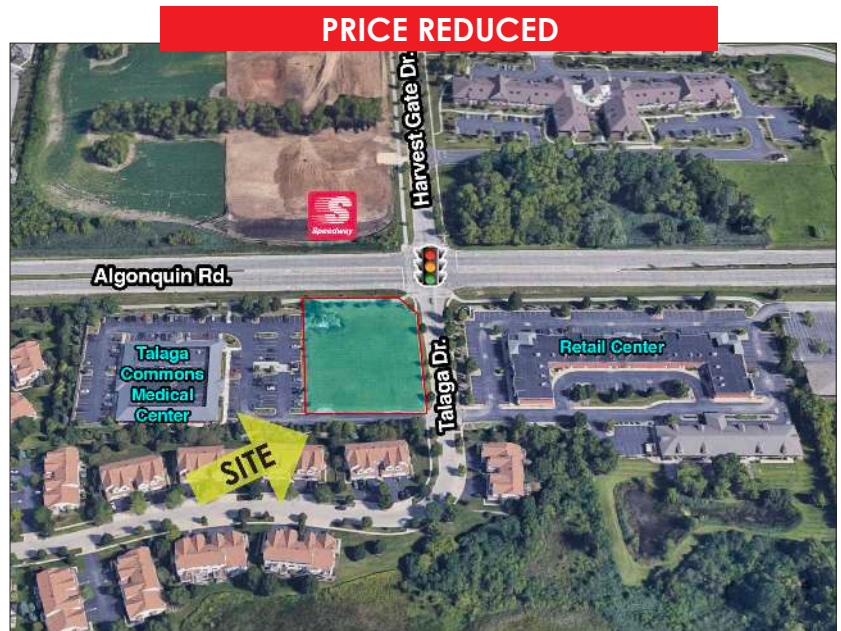 PRICE REDUCED
Harvest Gate Dr.
S
Speedway
Algonquin Rd.
Talaga
Commons
Medical
Center
Talaga Dr.
Retail Center
SITE